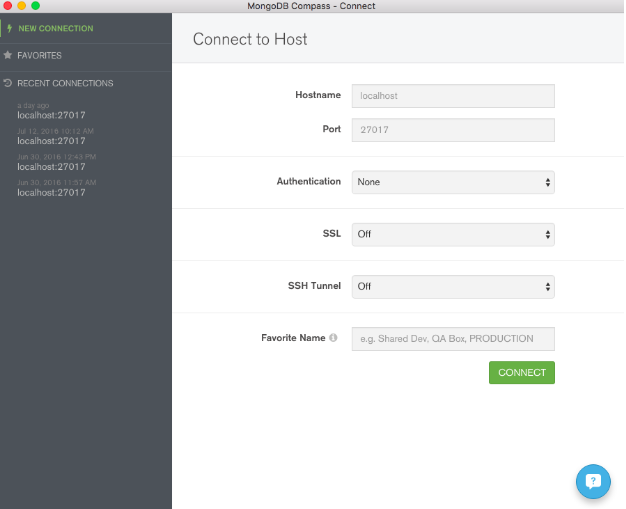 MongoDB Compass - Connect
NEW CONNECTION
FAVORITES
RECENT CONNECTIONS
a day ago
localhost:27017
Jul 12, 2016 10:12 AM
localhost:27017
Jun 30, 2016 12:43 PM
localhost:27017
Jun 30, 2016 11:57 AM
localhost:27017
Connect to Host
Hostname
localhost
Port
27017
Authentication
None
SSL
Off
SSH Tunnel
Off
Favorite Name
e.g. Shared Dev, QA Box, PRODUCTION
CONNECT